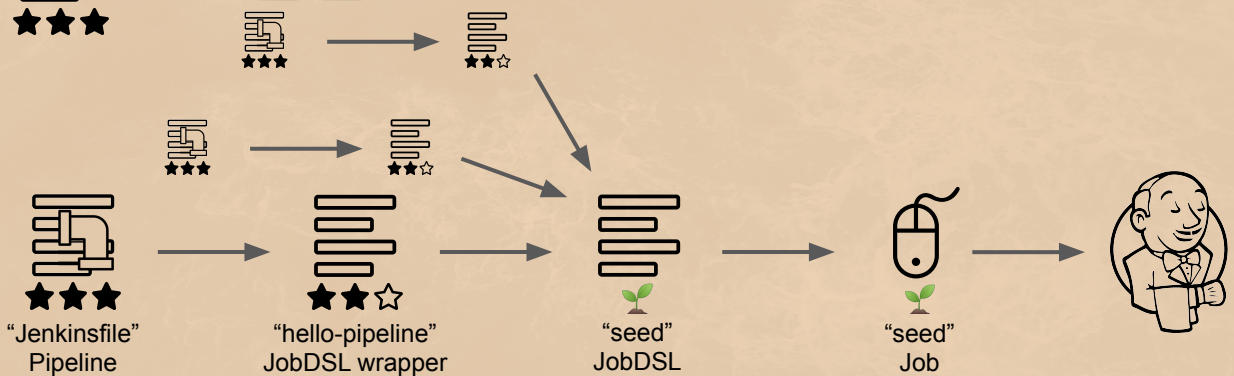 “Jenkinsfile”
Pipeline
“hello-pipeline”
JobDSL wrapper
“seed”
JobDSL
“seed”
Job